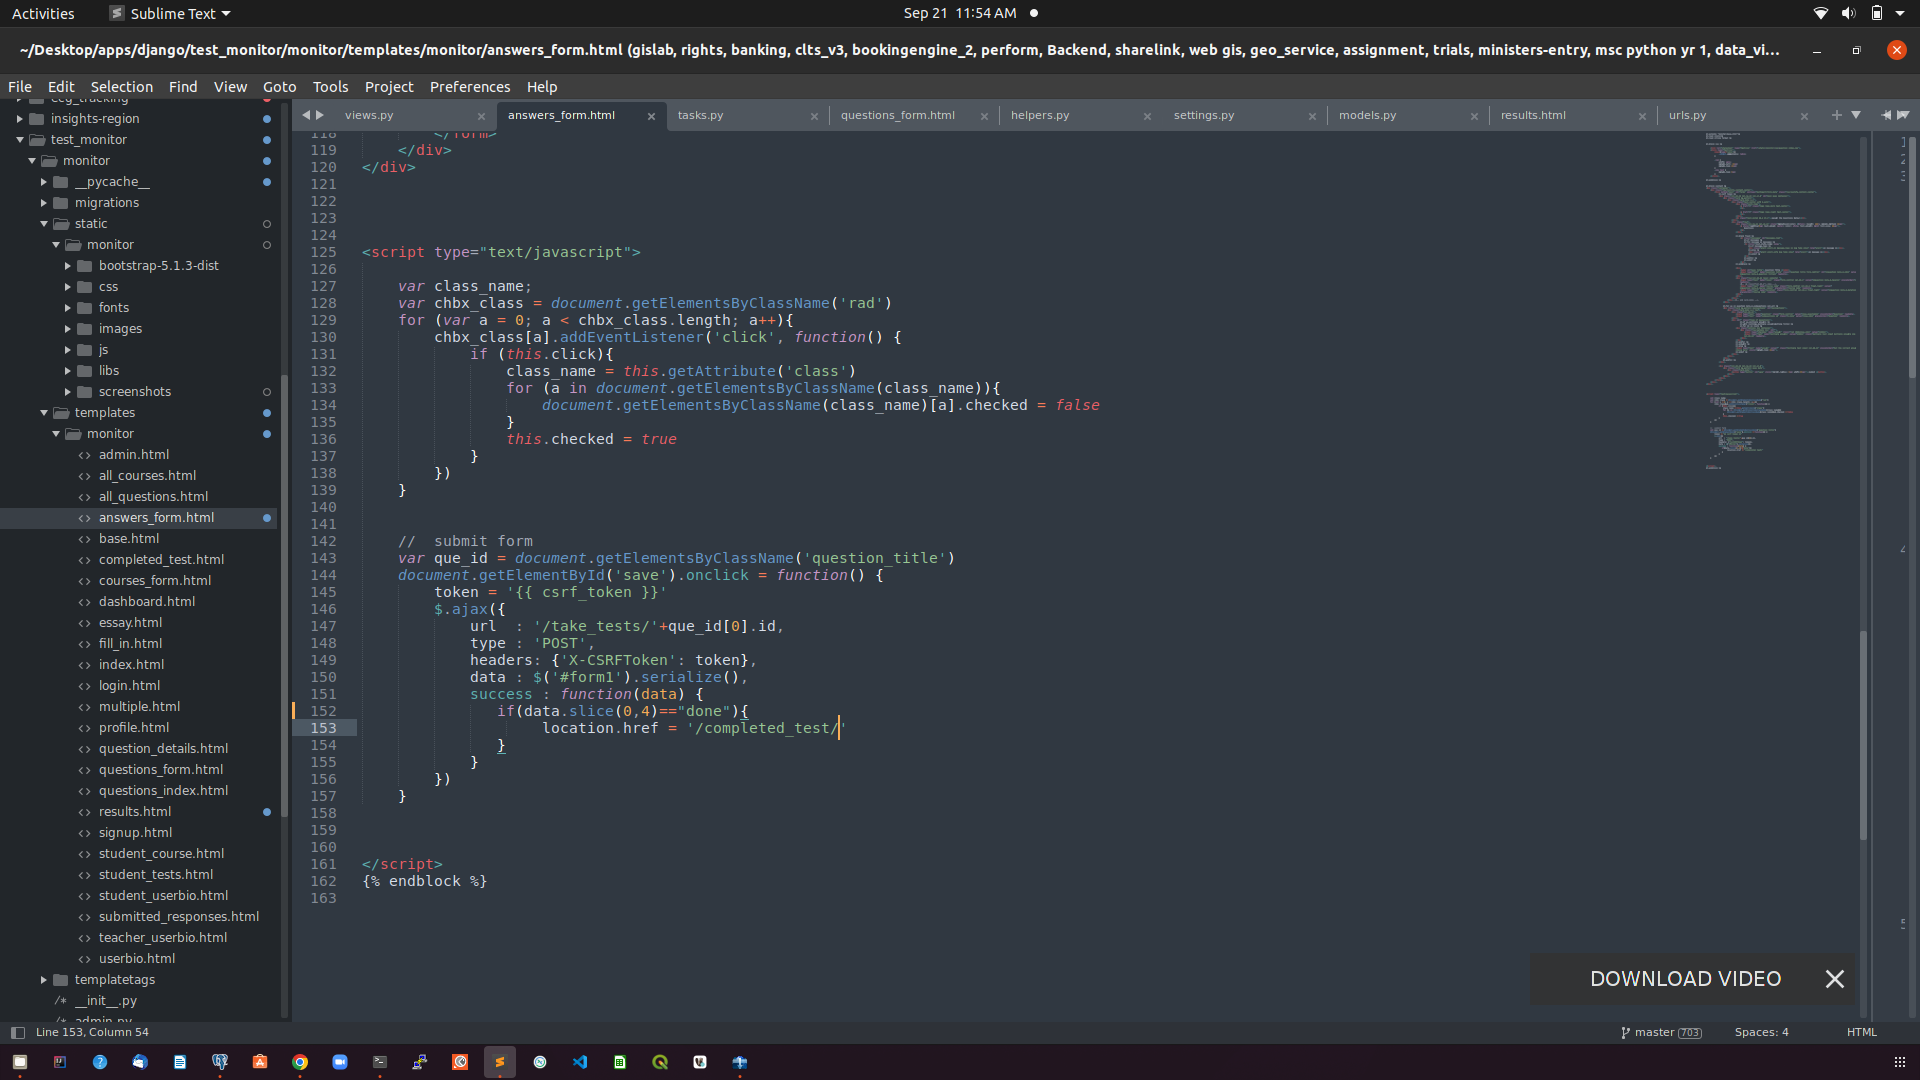 Activities
Sublime Text
Sep 21 11:54 AM
~/Desktop/apps/django/test_monitor/monitor/templates/monitor/answers_form.html (gislab, rights, banking, clts_v3, bookingengine_2, perform, Backend, sharelink, web gis, geo_service, assignment, trials, ministers-entry, msc python yr 1, data_vi...
File Edit Selection Find View Goto Tools Project Preferences Help
insights-region
test_monitor
monitor
__pycache__
migrations
static
monitor
bootstrap-5.1.3-dist
css
fonts
images
js
libs
screenshots
templates
monitor
admin.html
all_courses.html
all_questions.html
answers_form.html
base.html
completed_test.html
courses_form.html
dashboard.html
essay.html
fill_in.html
index.html
login.html
multiple.html
profile.html
question_details.html
questions_form.html
questions_index.html
results.html
signup.html
student_course.html
student_tests.html
student_userbio.html
submitted_responses.html
teacher_userbio.html
userbio.html
templatetags
/* __init__.py
/* admin.py
views.py answers_form.html tasks.py questions_form.html helpers.py settings.py models.py results.html urls.py
118 </form>
119 </div>
120 </div>
121
122
123
124
125 <script type="text/javascript">
126
127 var class_name;
128 var chbx_class = document.getElementsByClassName('rad')
129 for (var a = 0; a < chbx_class.length; a++){
130 chbx_class[a].addEventListener('click', function() {
131 if (this.click){
132 class_name = this.getAttribute('class')
133 for (a in document.getElementsByClassName(class_name)){
134 document.getElementsByClassName(class_name)[a].checked = false
135 }
136 this.checked = true
137 }
138 })
139 }
140
141
142 // submit form
143 var que_id = document.getElementsByClassName('question_title')
144 document.getElementById('save').onclick = function() {
145 token = '{{ csrf_token }}'
146 $.ajax({
147 url : '/take_tests/'+que_id[0].id,
148 type : 'POST',
149 headers: {'X-CSRFToken': token},
150 data : $('#form1').serialize(),
151 success : function(data) {
152 if(data.slice(0,4)=="done"){
153 location.href = '/completed_test/'
154 }
155 }
156 })
157 }
158
159
160
161 </script>
162 {% endblock %}
163
DOWNLOAD VIDEO
Line 153, Column 54
master 703
Spaces: 4
HTML